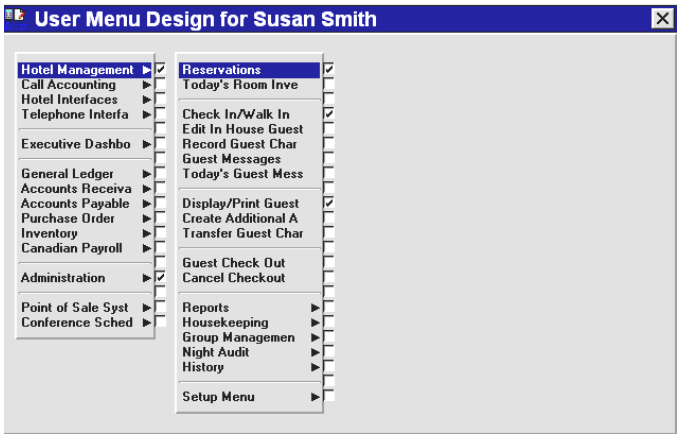 User Menu Design for Susan Smith
Hotel Management
Call Accounting
Hotel Interfaces
Telephone Interfa
Executive Dashbo
General Ledger
Accounts Receiva
Accounts Payable
Purchase Order
Inventory
Canadian Payroll
Administration
Point of Sale Syst
Conference Sched
Reservations
Today's Room Inve
Check In/Walk In
Edit In House Guest
Record Guest Char
Guest Messages
Today's Guest Mess
Display/Print Guest
Create Additional A
Transfer Guest Char
Guest Check Out
Cancel Checkout
Reports
Housekeeping
Group Managemen
Night Audit
History
Setup Menu